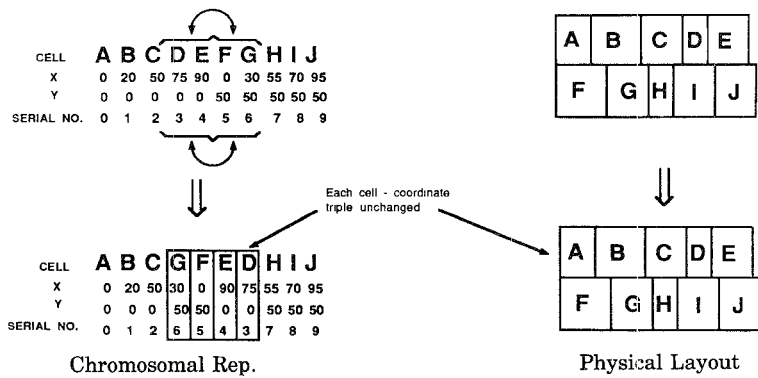 CELL A B C D E F G H I J
X 0 20 50 75 90 0 30 55 70 95
Y 0 0 0 0 0 50 50 50 50 50
SERIAL NO. 0 1 2 3 4 5 6 7 8 9
A B C D E
F G H I J
Each cell - coordinate
triple unchanged
CELL A B C G F E D H I J
X 0 20 50 30 0 90 75 55 70 95
Y 0 0 0 50 50 0 0 50 50 50
SERIAL NO. 0 1 2 6 5 4 3 7 8 9
Chromosomal Rep.
A B C D E
F G H I J
Physical Layout